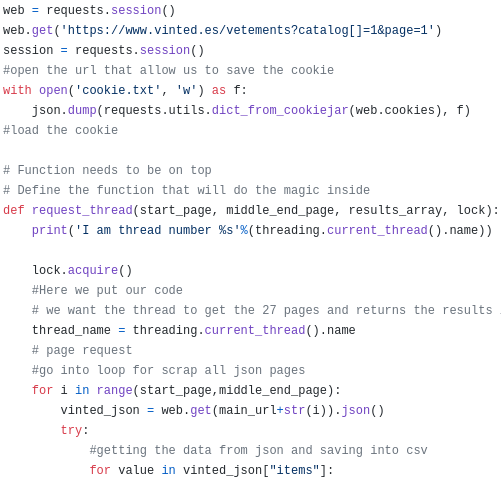 web = requests.session()
web.get('https://www.vinted.es/vetements?catalog[]=1&page=1')
session = requests.session()
#open the url that allow us to save the cookie
with open('cookie.txt', 'w') as f:
    json.dump(requests.utils.dict_from_cookiejar(web.cookies), f)
#load the cookie

# Function needs to be on top
# Define the function that will do the magic inside
def request_thread(start_page, middle_end_page, results_array, lock):
    print('I am thread number %s'%(threading.current_thread().name))

    lock.acquire()
    #Here we put our code
    # we want the thread to get the 27 pages and returns the results
    thread_name = threading.current_thread().name
    # page request
    #go into loop for scrap all json pages
    for i in range(start_page,middle_end_page):
        vinted_json = web.get(main_url+str(i)).json()
        try:
            #getting the data from json and saving into csv
            for value in vinted_json["items"]: